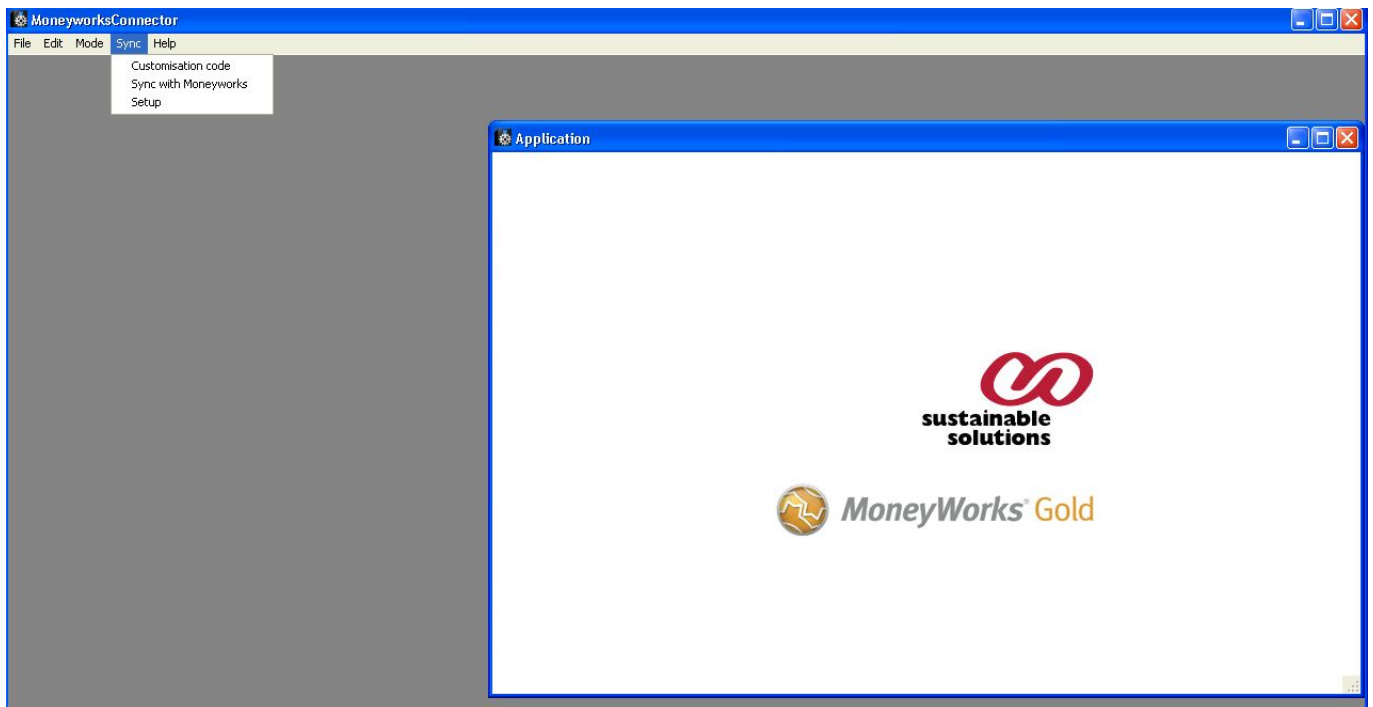 MoneyworksConnector
File Edit Mode Sync Help
Customisation code
Sync with Moneyworks
Setup
Application
sustainable
solutions
MoneyWorks® Gold